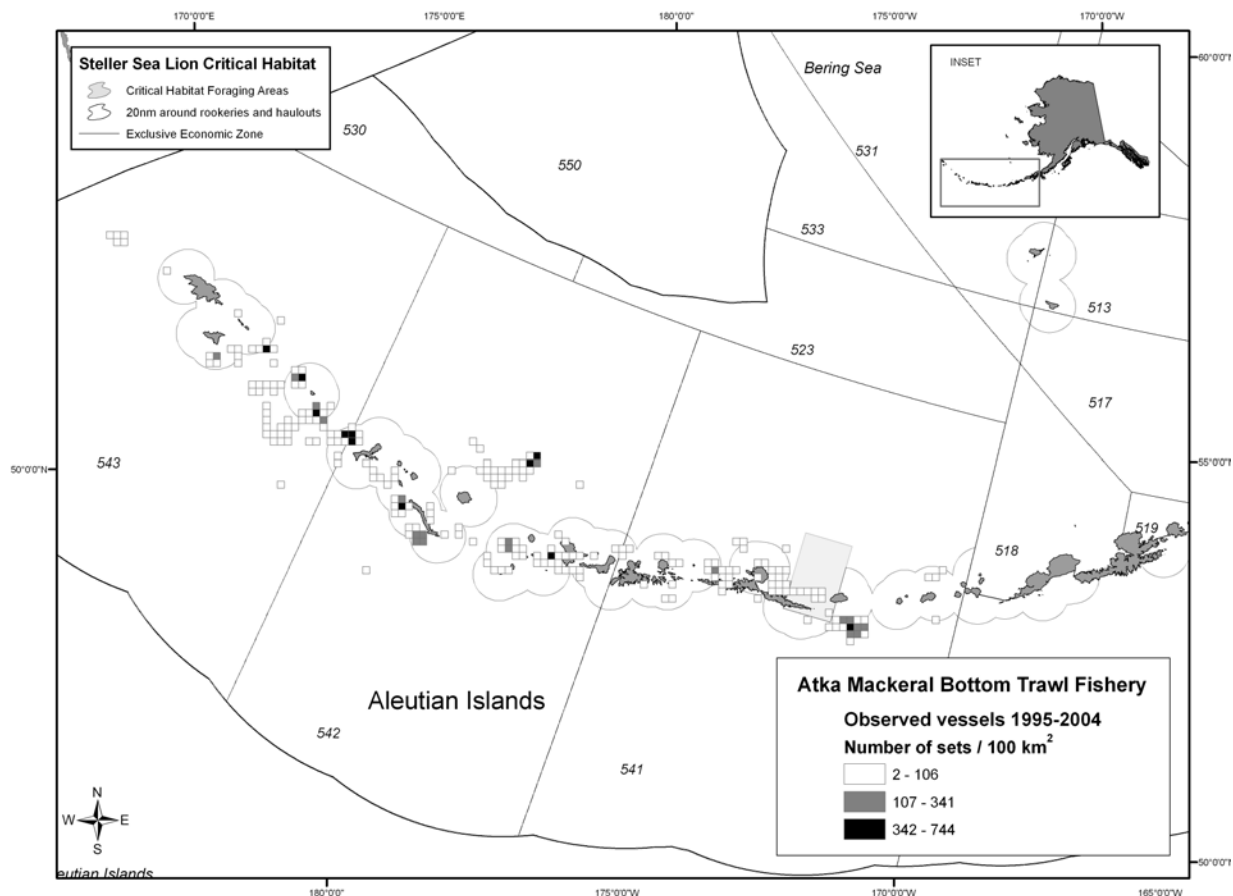 170°0'0"E
175°0'0"E
180°0'0"
175°0'0"W
170°0'0"W
Steller Sea Lion Critical Habitat
Critical Habitat Foraging Areas
20nm around rookeries and haulouts
Exclusive Economic Zone
Bering Sea
INSET
60°0'0"N
530
550
531
533
513
523
517
543
50°0'0"N
55°0'0"N
519
518
Aleutian Islands
542
541
Atka Mackeral Bottom Trawl Fishery
Observed vessels 1995-2004
Number of sets / 100 km²
2 - 106
107 - 341
342 - 744
N
W E
S
eutian Islands
50°0'0"N
180°0'0"
175°0'0"W
170°0'0"W